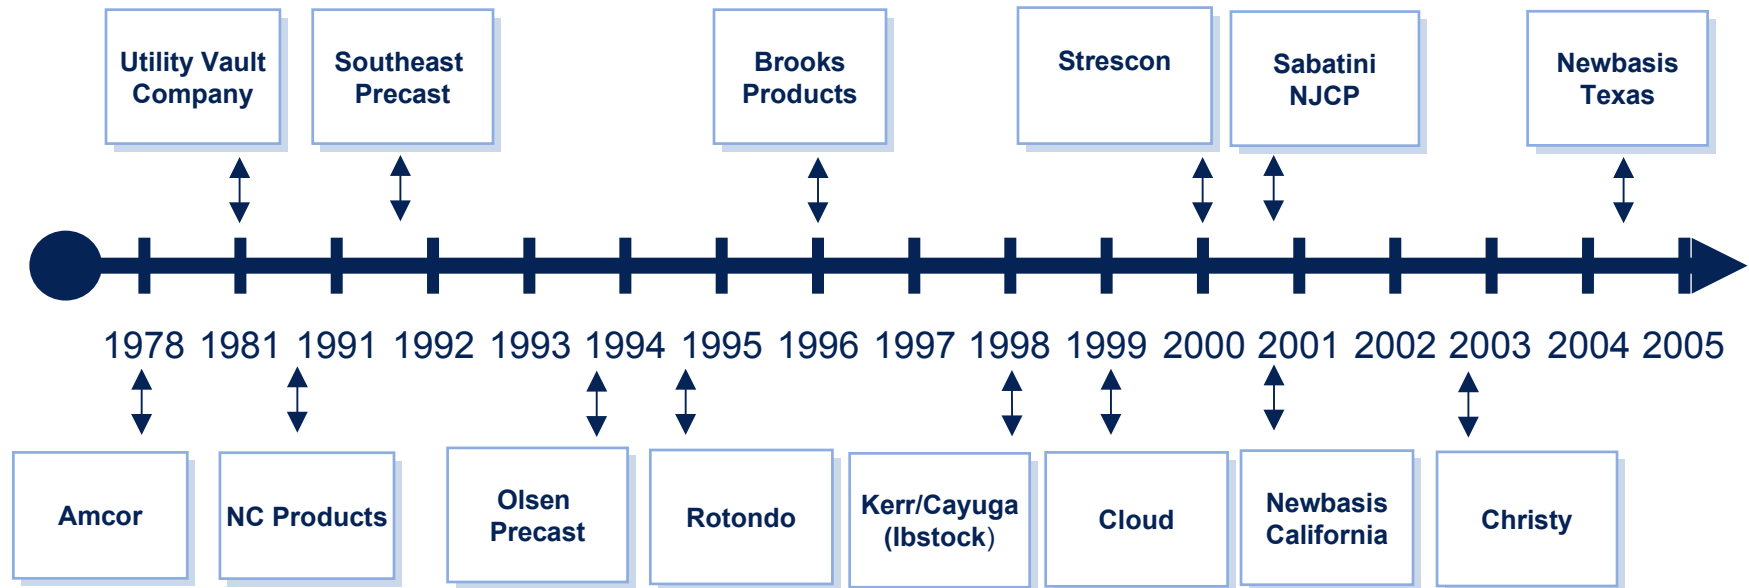 Utility Vault
Company
Southeast
Precast
Brooks
Products
Strescon
Sabatini
NJCP
Newbasis
Texas
1978 1981 1991 1992 1993 1994 1995 1996 1997 1998 1999 2000 2001 2002 2003 2004 2005
Amcor
NC Products
Olsen
Precast
Rotondo
Kerr/Cayuga
(Ibstock)
Cloud
Newbasis
California
Christy